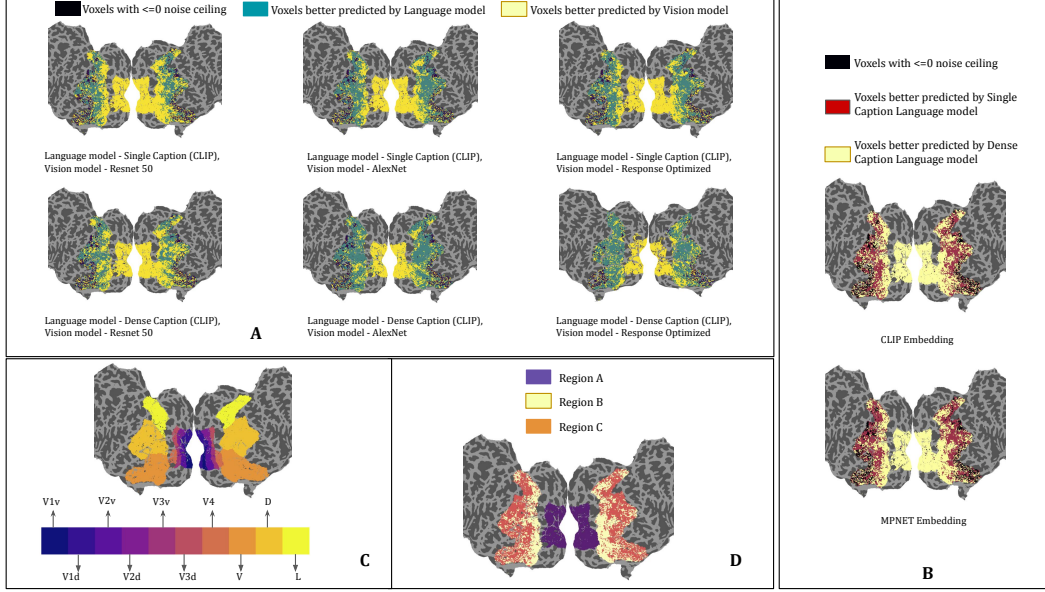 Voxels with <=0 noise ceiling
Voxels better predicted by Language model
Voxels better predicted by Vision model
Language model - Single Caption (CLIP),
Vision model - Resnet 50
Language model - Single Caption (CLIP),
Vision model - AlexNet
Language model - Single Caption (CLIP),
Vision model - Response Optimized
Language model - Dense Caption (CLIP),
Vision model - Resnet 50
Language model - Dense Caption (CLIP),
Vision model - AlexNet
Language model - Dense Caption (CLIP),
Vision model - Response Optimized
A
Voxels with <=0 noise ceiling
Voxels better predicted by Single
Caption Language model
Voxels better predicted by Dense
Caption Language model
CLIP Embedding
MPNET Embedding
B
V1v
V2v
V3v
V4
D
V1d
V2d
V3d
V
L
C
Region A
Region B
Region C
D